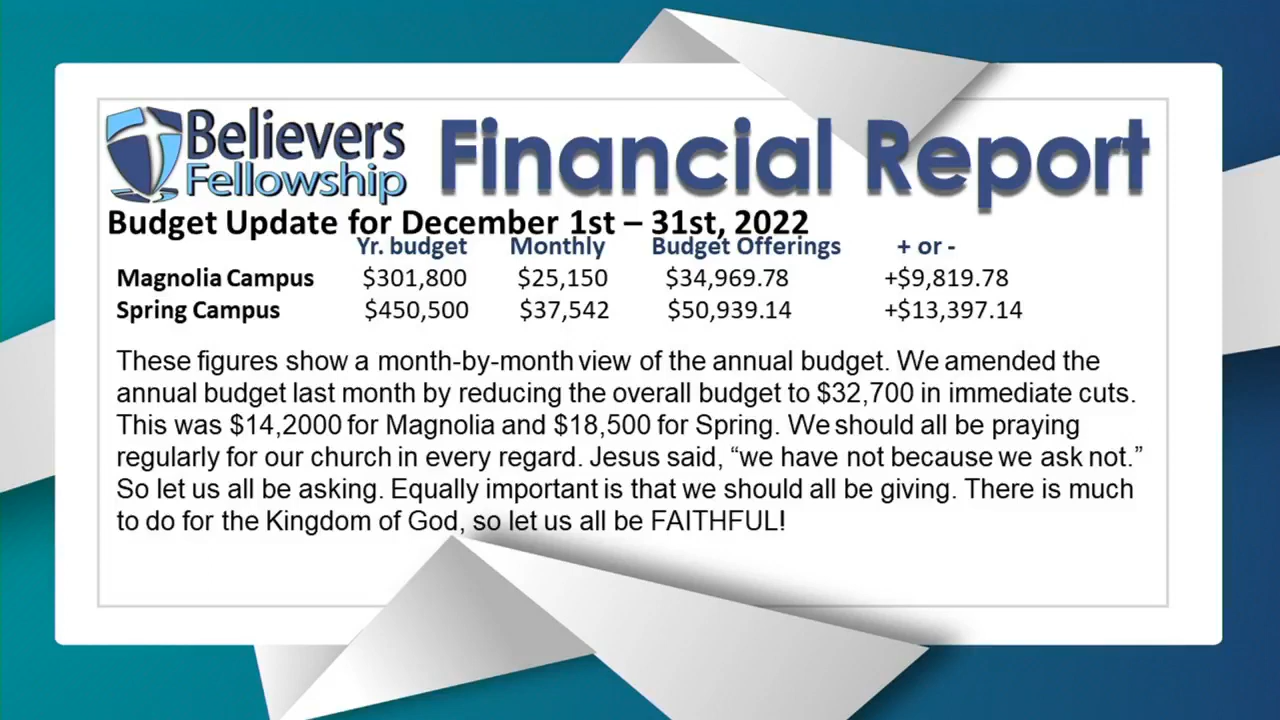 Believers
Fellowship
Financial Report
Budget Update for December 1st – 31st, 2022
Yr. budget Monthly Budget Offerings + or -
Magnolia Campus $301,800 $25,150 $34,969.78 +$9,819.78
Spring Campus $450,500 $37,542 $50,939.14 +$13,397.14
These figures show a month-by-month view of the annual budget. We amended the
annual budget last month by reducing the overall budget to $32,700 in immediate cuts.
This was $14,2000 for Magnolia and $18,500 for Spring. We should all be praying
regularly for our church in every regard. Jesus said, “we have not because we ask not.”
So let us all be asking. Equally important is that we should all be giving. There is much
to do for the Kingdom of God, so let us all be FAITHFUL!